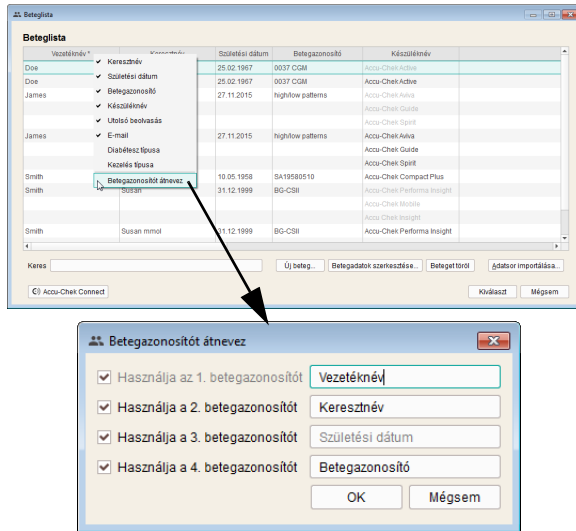 Beteglista
Beteglista
Vezetéknév Keresztnév Születési dátum Betegazonosító Készüléknév
Doe 25.02.1967 0037 CGM Accu-Chek Active
Doe 25.02.1967 0037 CGM Accu-Chek Active
James 27.11.2015 high/low patterns Accu-Chek Aviva
Accu-Chek Guide
Accu-Chek Spirit
James 27.11.2015 high/low patterns Accu-Chek Aviva
Accu-Chek Guide
Accu-Chek Spirit
Smith 10.05.1958 SA19580510 Accu-Chek Compact Plus
Smith Susan 31.12.1999 BG-CSII Accu-Chek Performa Insight
Accu-Chek Mobile
Accu-Chek Insight
Smith Susan mmol 31.12.1999 BG-CSII Accu-Chek Performa Insight
Keresztnév
Születési dátum
Betegazonosító
Készüléknév
Utolsó beolvasás
E-mail
Diabétesz típusa
Kezelés típusa
Betegazonosítót átnevez
Keres Új beteg... Betegadatok szerkesztése... Beteget töröl Adatsor importálása...
Accu-Chek Connect Kiválaszt Mégsem
Betegazonosítót átnevez
Használja az 1. betegazonosítót Vezetéknév
Használja a 2. betegazonosítót Keresztnév
Használja a 3. betegazonosítót Születési dátum
Használja a 4. betegazonosítót Betegazonosító
OK Mégsem